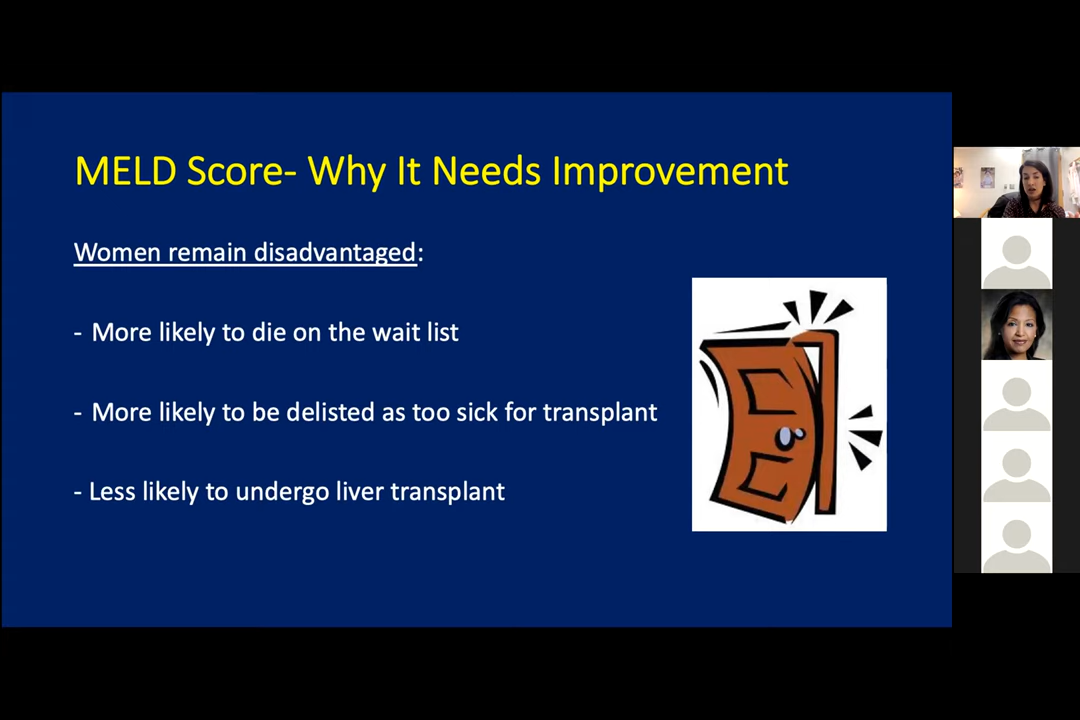 MELD Score- Why It Needs Improvement
Women remain disadvantaged:
- More likely to die on the wait list
- More likely to be delisted as too sick for transplant
- Less likely to undergo liver transplant